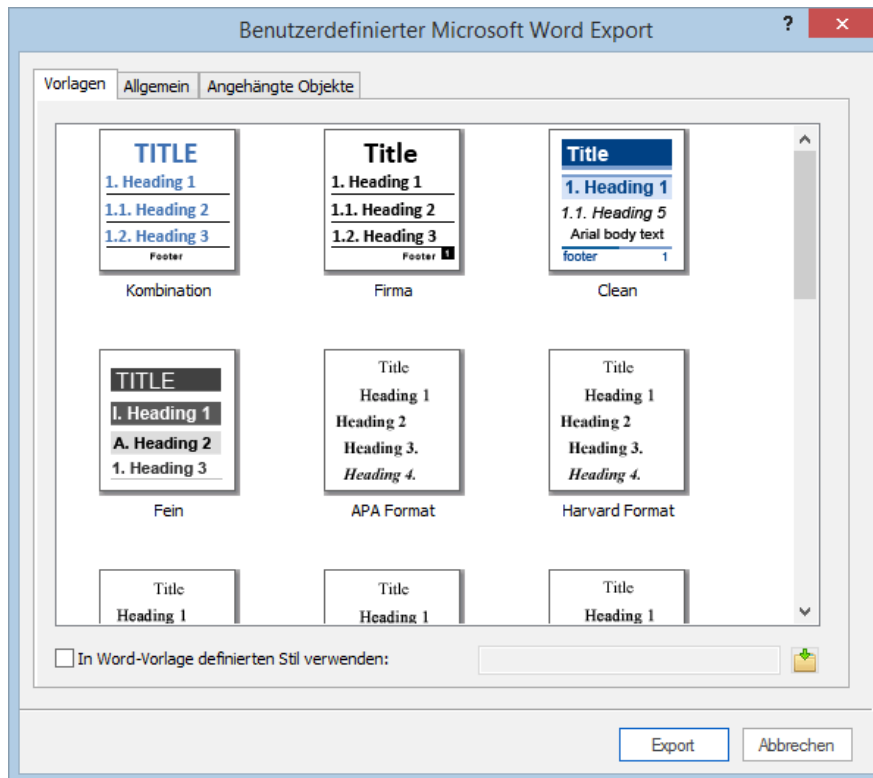 Benutzerdefinierter Microsoft Word Export
?
Vorlagen
Allgemein
Angehängte Objekte
TITLE
1. Heading 1
1.1. Heading 2
1.2. Heading 3
Footer
Kombination
Title
1. Heading 1
1.1. Heading 2
1.2. Heading 3
Footer 1
Firma
Title
1. Heading 1
1.1. Heading 5
Arial body text
footer 1
Clean
TITLE
I. Heading 1
A. Heading 2
1. Heading 3
Fein
Title
Heading 1
Heading 2
Heading 3.
Heading 4.
APA Format
Title
Heading 1
Heading 2
Heading 3.
Heading 4.
Harvard Format
Title
Heading 1
Title
Heading 1
Title
Heading 1
In Word-Vorlage definierten Stil verwenden:
Export
Abbrechen